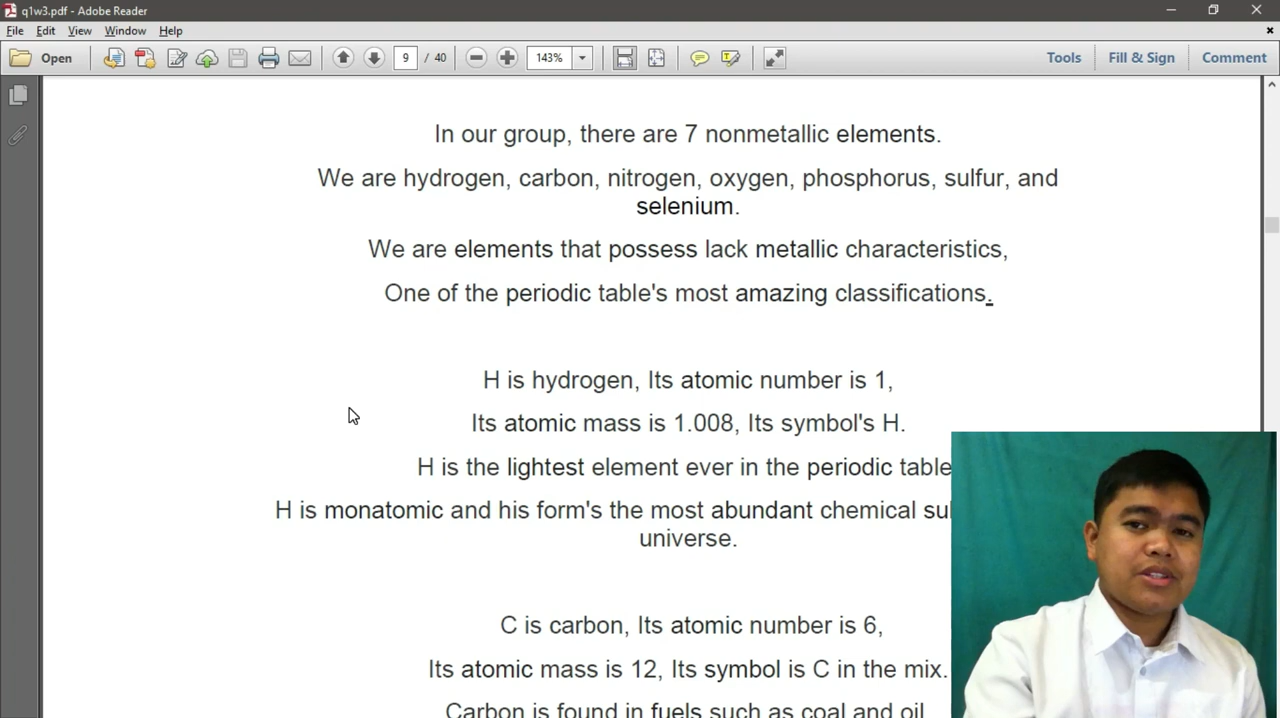 q1w3.pdf - Adobe Reader
File Edit View Window Help
Open 9 / 40 143% Tools Fill & Sign Comment
In our group, there are 7 nonmetallic elements.
We are hydrogen, carbon, nitrogen, oxygen, phosphorus, sulfur, and
selenium.
We are elements that possess lack metallic characteristics,
One of the periodic table's most amazing classifications.
H is hydrogen, Its atomic number is 1,
Its atomic mass is 1.008, Its symbol's H.
H is the lightest element ever in the periodic table
H is monatomic and his form's the most abundant chemical
universe.
C is carbon, Its atomic number is 6,
Its atomic mass is 12, Its symbol is C in the mix.
Carbon is found in fuels such as coal and oil